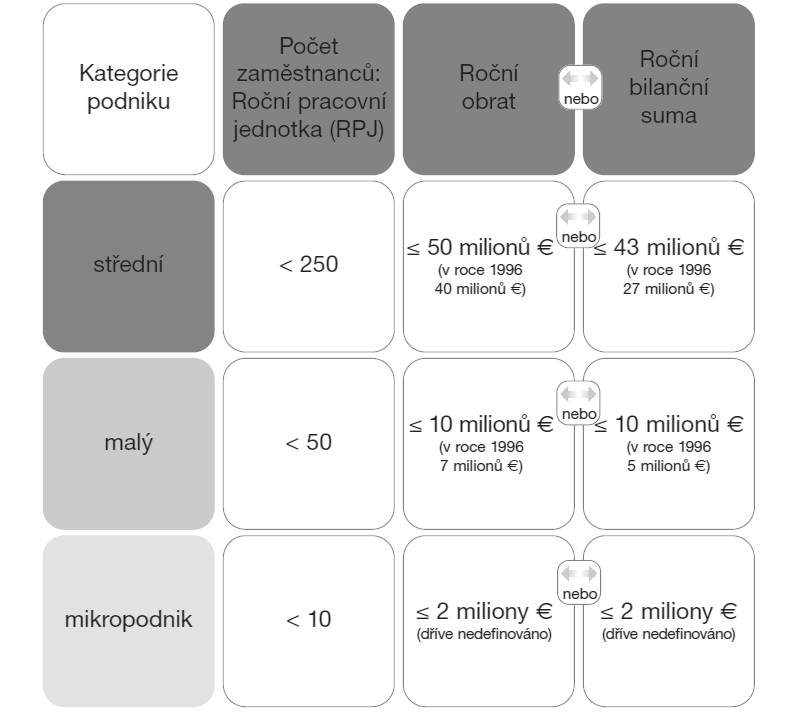 Kategorie
podniku
Počet
zaměstnanců:
Roční pracovní
jednotka (RPJ)
Roční
obrat
nebo
Roční
bilanční
suma
střední
< 250
≤ 50 milionů €
(v roce 1996
40 milionů €)
nebo
≤ 43 milionů €
(v roce 1996
27 milionů €)
malý
< 50
≤ 10 milionů €
(v roce 1996
7 milionů €)
nebo
≤ 10 milionů €
(v roce 1996
5 milionů €)
mikropodnik
< 10
≤ 2 miliony €
(dříve nedefinováno)
nebo
≤ 2 miliony €
(dříve nedefinováno)